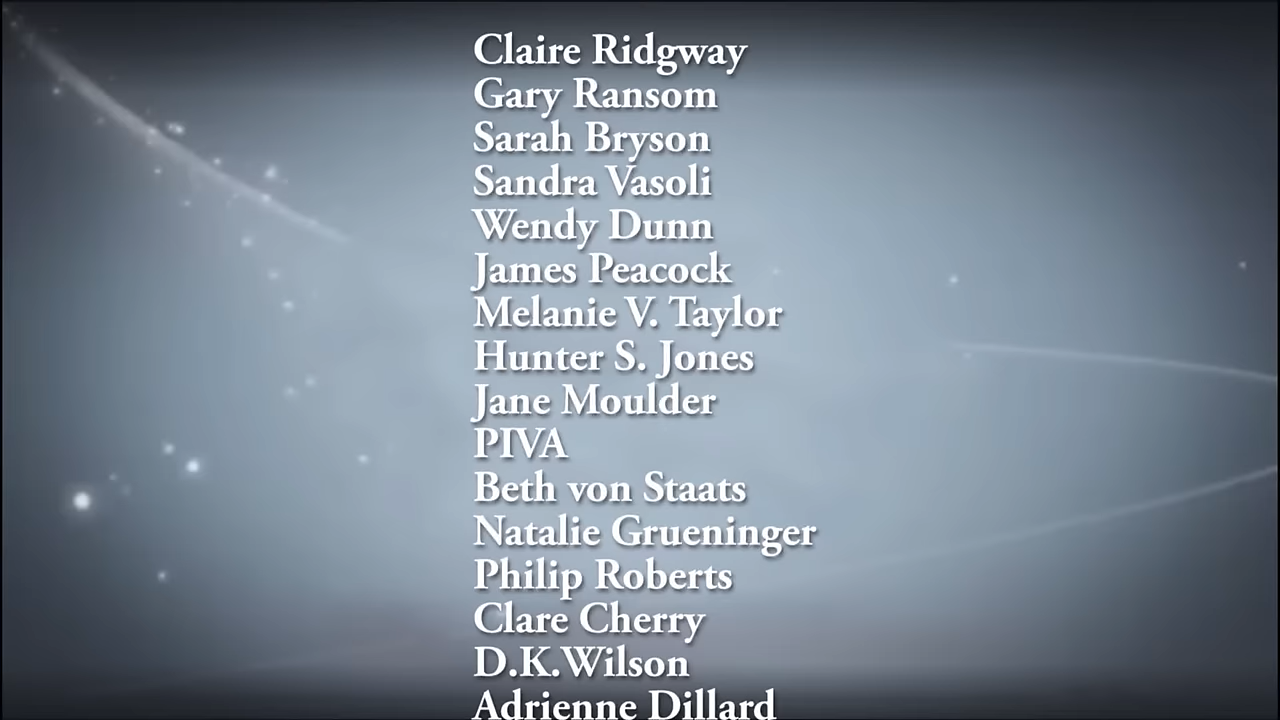 Claire Ridgway
Gary Ransom
Sarah Bryson
Sandra Vasoli
Wendy Dunn
James Peacock
Melanie V. Taylor
Hunter S. Jones
Jane Moulder
PIVA
Beth von Staats
Natalie Grueninger
Philip Roberts
Clare Cherry
D.K.Wilson
Adrienne Dillard